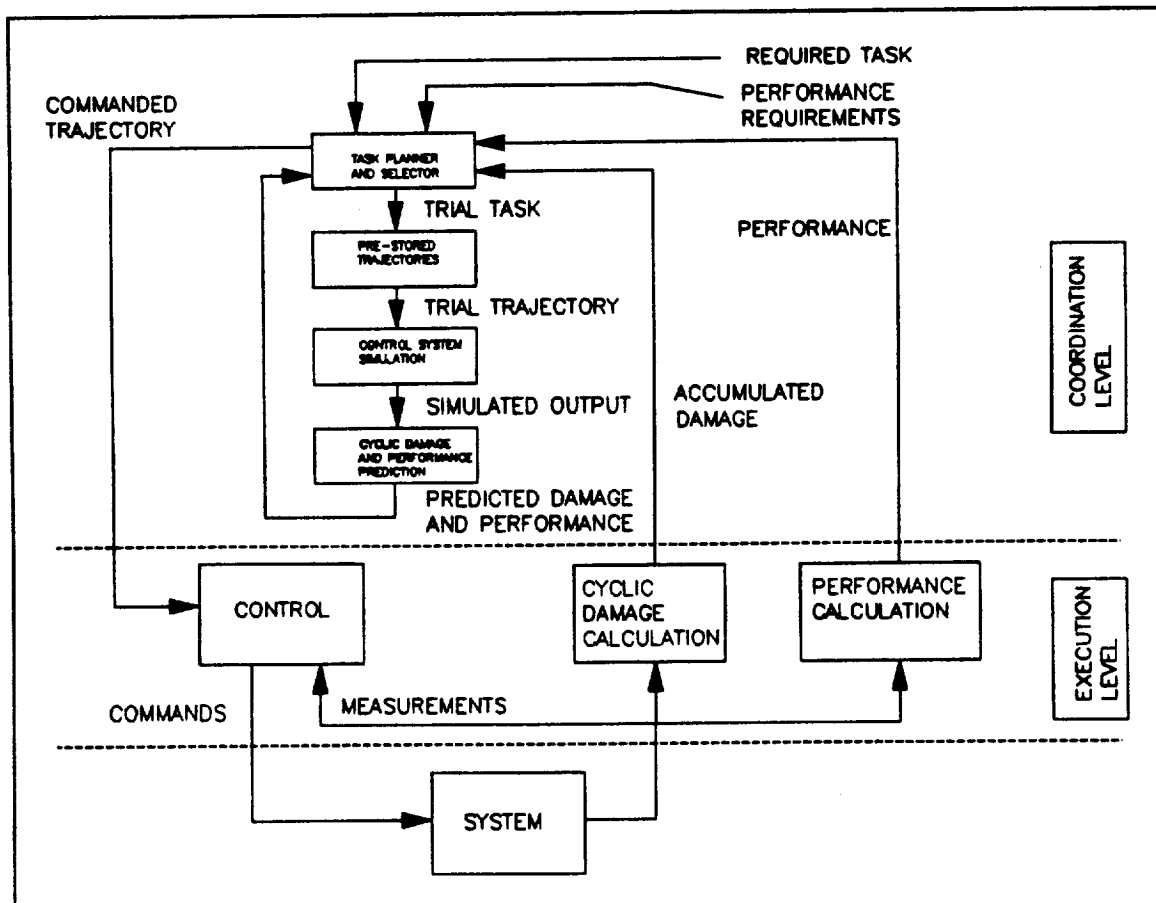 REQUIRED TASK
PERFORMANCE
REQUIREMENTS
COMMANDED
TRAJECTORY
TASK PLANNER
AND SELECTOR
TRIAL TASK
PRE-STORED
TRAJECTORIES
TRIAL TRAJECTORY
CONTROL SYSTEM
SIMULATION
SIMULATED OUTPUT
CYCLIC DAMAGE
AND PERFORMANCE
PREDICTION
PREDICTED DAMAGE
AND PERFORMANCE
ACCUMULATED
DAMAGE
PERFORMANCE
COORDINATION
LEVEL
CONTROL
CYCLIC
DAMAGE
CALCULATION
PERFORMANCE
CALCULATION
EXECUTION
LEVEL
COMMANDS
MEASUREMENTS
SYSTEM